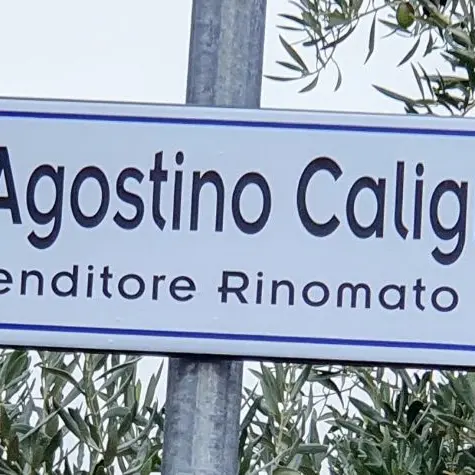 Agostino Calig
enditore Rinomato